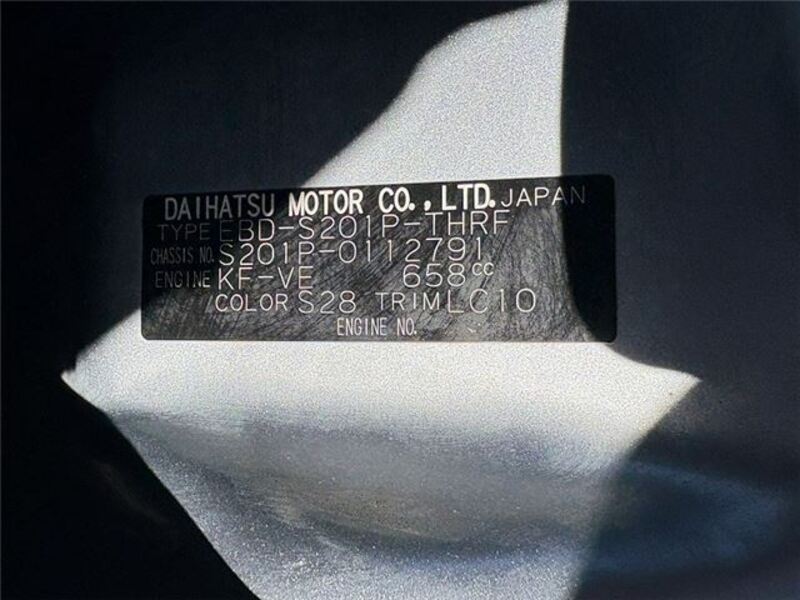 DAIHATSU MOTOR CO.,LTD. JAPAN
TYPE EBD-S201P-THRF
CHASSIS NO. S201P-0112791
ENGINE KF-VE 658cc
COLOR S28 TRIM LC10
ENGINE NO.